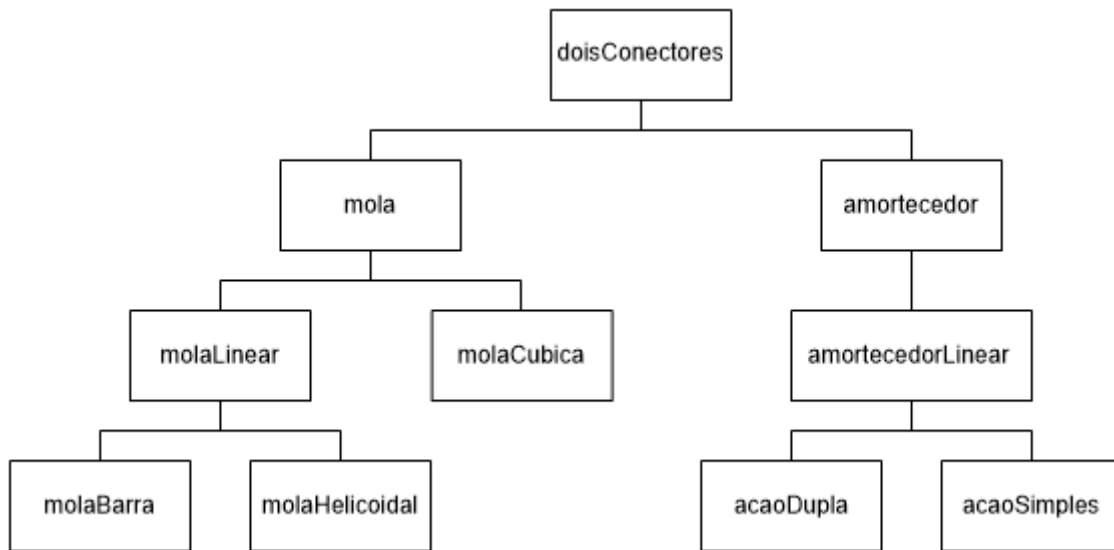 doisConectores
mola
amortecedor
molaLinear
molaCubica
amortecedorLinear
molaBarra
molaHelicoidal
acaoDupla
acaoSimples